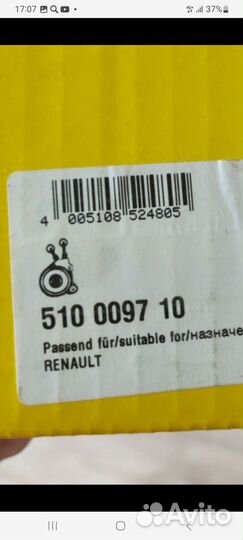 17:07
37%
4 005108 524805
510 0097 10
Passend für/suitable for/назначе
RENAULT
Avito